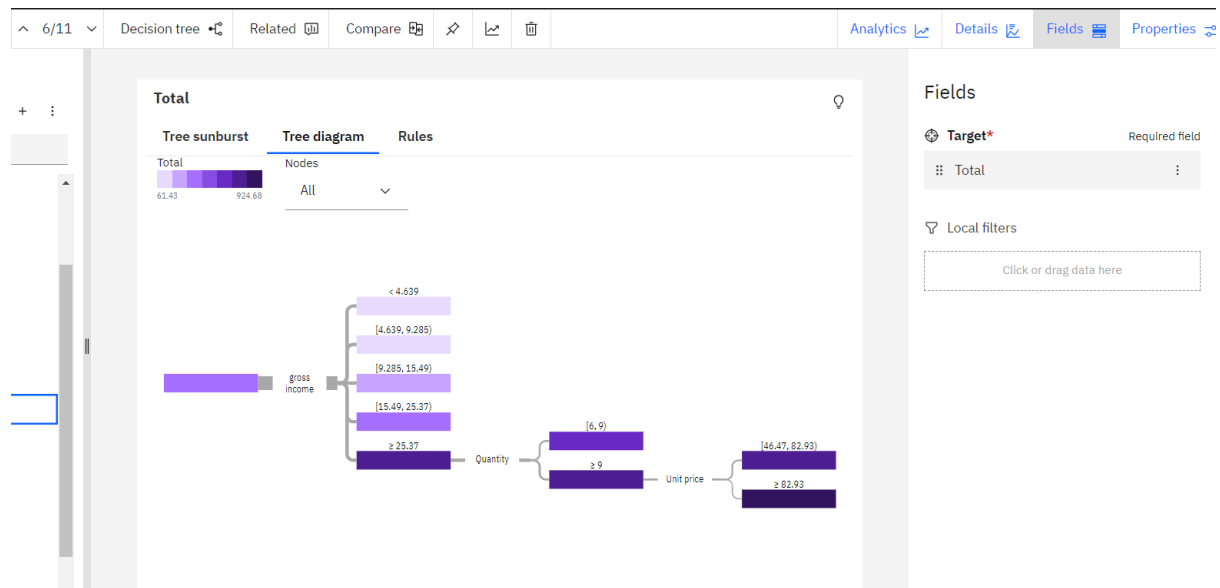 6/11 Decision tree Related Compare Analytics Details Fields Properties
Total
Tree sunburst Tree diagram Rules
Total
61.43 924.68
Nodes
All
gross
income
< 4.639
[4.639, 9.285)
[9.285, 15.49)
[15.49, 25.37)
≥ 25.37
Quantity
[6, 9)
≥ 9
Unit price
[46.47, 82.93)
≥ 82.93
Fields
Target* Required field
Total
Local filters
Click or drag data here